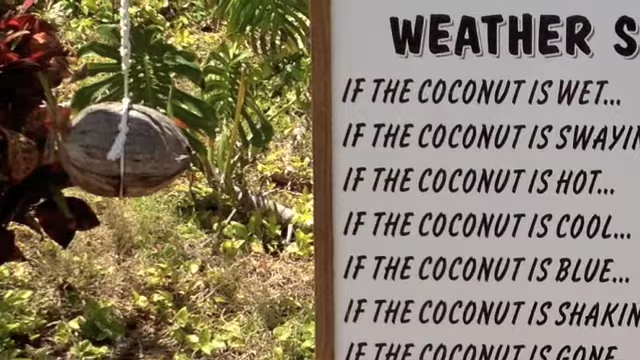 WEATHER S
IF THE COCONUT IS WET...
IF THE COCONUT IS SWAYIN
IF THE COCONUT IS HOT...
IF THE COCONUT IS COOL...
IF THE COCONUT IS BLUE...
IF THE COCONUT IS SHAKIN
IF THE COCONUT IS GONE